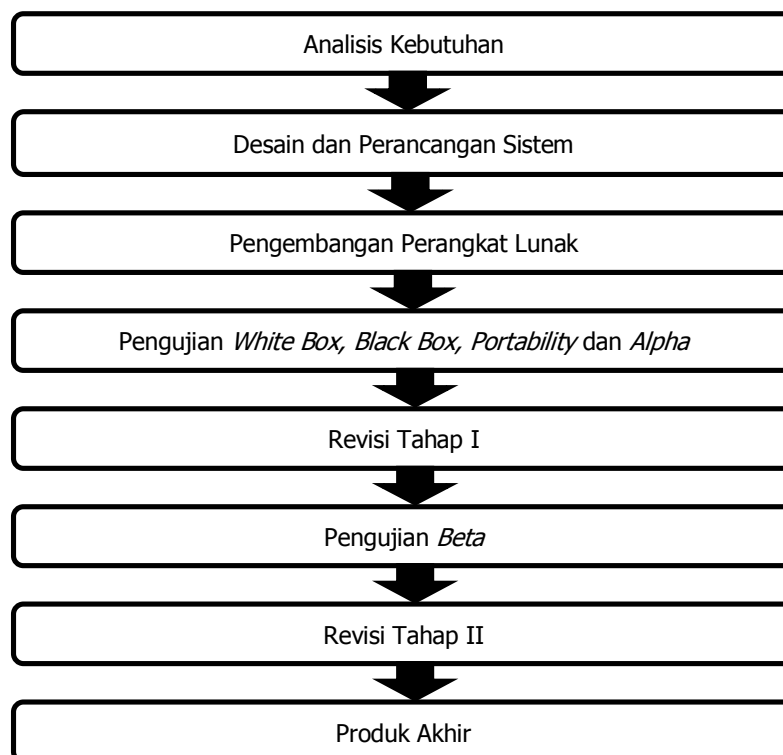 Analisis Kebutuhan
Desain dan Perancangan Sistem
Pengembangan Perangkat Lunak
Pengujian White Box, Black Box, Portability dan Alpha
Revisi Tahap I
Pengujian Beta
Revisi Tahap II
Produk Akhir